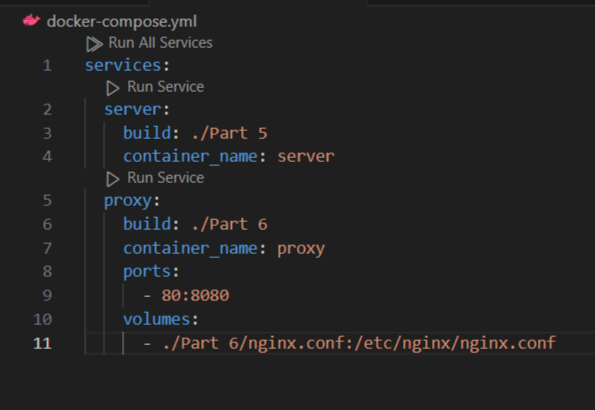 docker-compose.yml
Run All Services
1 services:
Run Service
2 server:
3 build: ./Part 5
4 container_name: server
Run Service
5 proxy:
6 build: ./Part 6
7 container_name: proxy
8 ports:
9 - 80:8080
10 volumes:
11 - ./Part 6/nginx.conf:/etc/nginx/nginx.conf